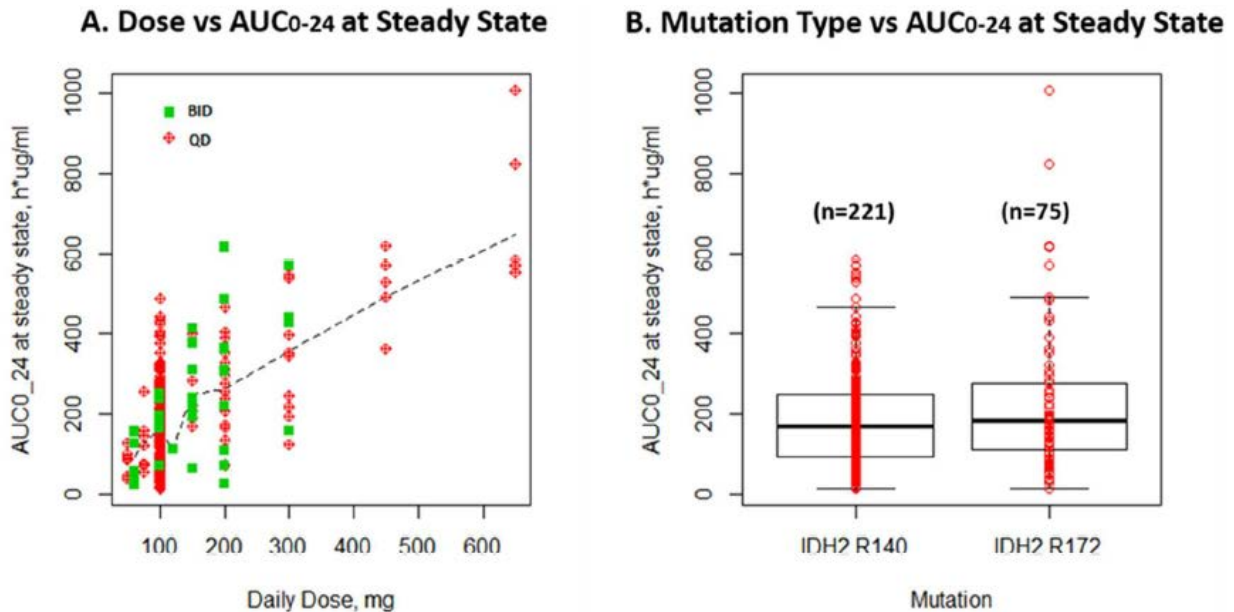 A. Dose vs AUC0-24 at Steady State
AUC0_24 at steady state, h*ug/ml
1000
800
600
400
200
0
BID
QD
100 200 300 400 500 600
Daily Dose, mg
B. Mutation Type vs AUC0-24 at Steady State
AUC0_24 at steady state, h*ug/ml
1000
800
600
400
200
0
(n=221) (n=75)
IDH2 R140 IDH2 R172
Mutation